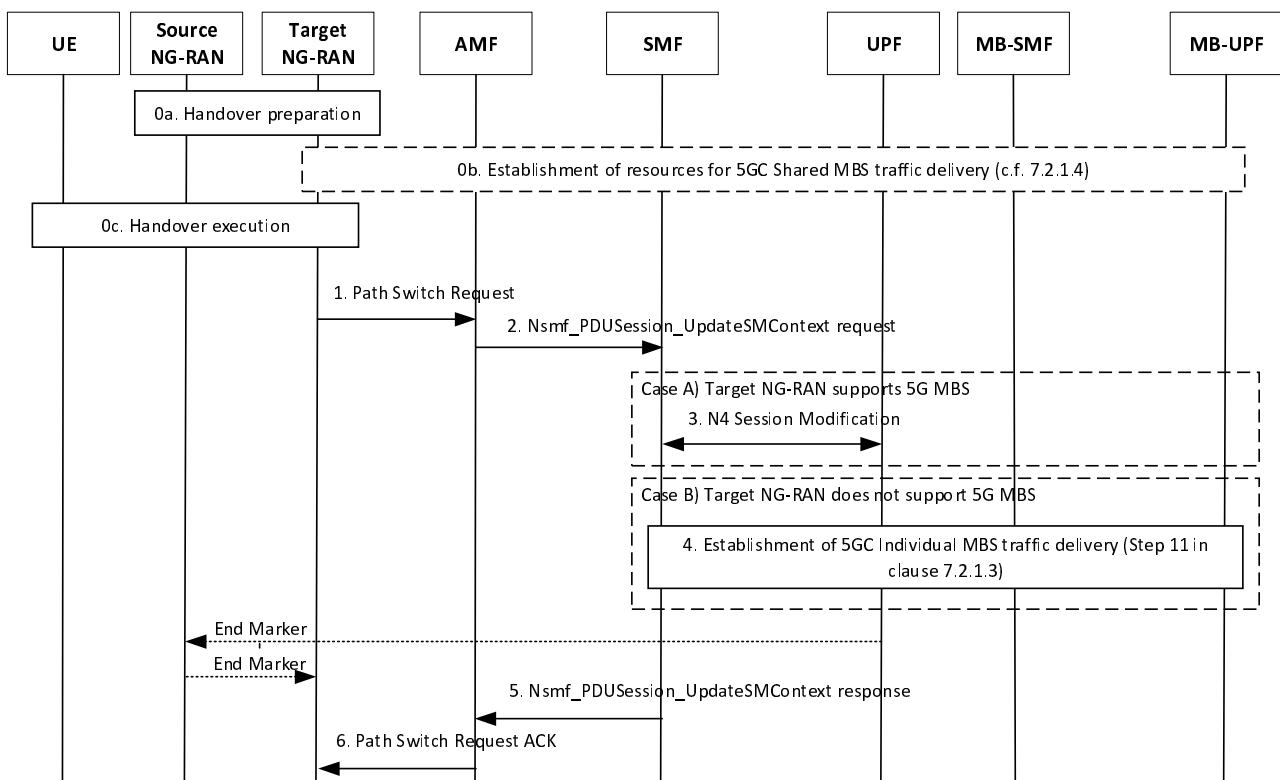 UE
Source
NG-RAN
Target
NG-RAN
AMF
SMF
UPF
MB-SMF
MB-UPF
0a. Handover preparation
0b. Establishment of resources for 5GC Shared MBS traffic delivery (c.f. 7.2.1.4)
0c. Handover execution
1. Path Switch Request
2. Nsmf_PDUSession_UpdateSMContext request
Case A) Target NG-RAN supports 5G MBS
3. N4 Session Modification
Case B) Target NG-RAN does not support 5G MBS
4. Establishment of 5GC Individual MBS traffic delivery (Step 11 in
clause 7.2.1.3)
End Marker
End Marker
5. Nsmf_PDUSession_UpdateSMContext response
6. Path Switch Request ACK